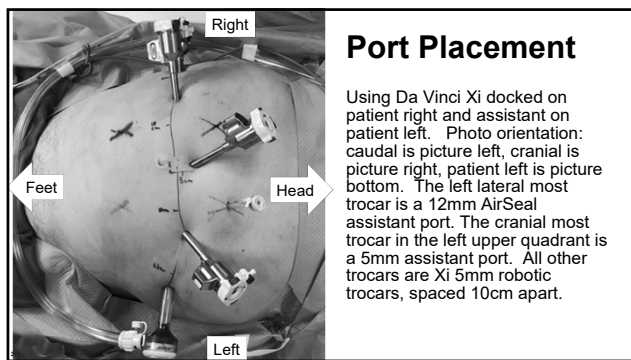 Right
Feet
Head
Left
Port Placement
Using Da Vinci Xi docked on
patient right and assistant on
patient left.   Photo orientation:
caudal is picture left, cranial is
picture right, patient left is picture
bottom.  The left lateral most
trocar is a 12mm AirSeal
assistant port. The cranial most
trocar in the left upper quadrant is
a 5mm assistant port.  All other
trocars are Xi 5mm robotic
trocars, spaced 10cm apart.